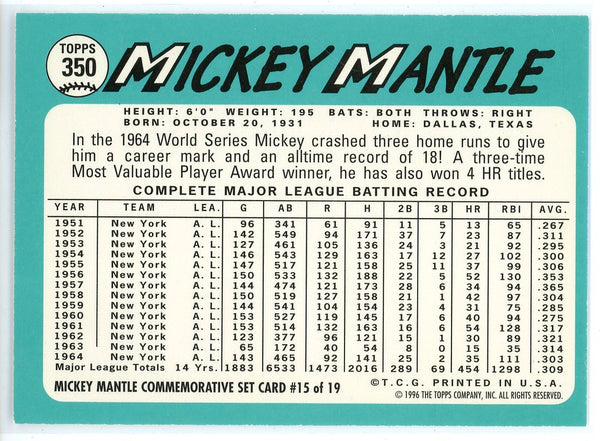 TOPPS
350
MICKEY MANTLE
HEIGHT: 6'0" WEIGHT: 195 BATS: BOTH THROWS: RIGHT
BORN: OCTOBER 20, 1931 HOME: DALLAS, TEXAS
In the 1964 World Series Mickey crashed three home runs to give
him a career mark and an alltime record of 18! A three-time
Most Valuable Player Award winner, he has also won 4 HR titles.
COMPLETE MAJOR LEAGUE BATTING RECORD
YEAR TEAM LEA. G AB R H 2B 3B HR RBI AVG.
1951 New York A. L. 96 341 61 91 11 5 13 65 .267
1952 New York A. L. 142 549 94 171 37 7 23 87 .311
1953 New York A. L. 127 461 105 136 24 3 21 92 .295
1954 New York A. L. 146 543 129 163 17 12 27 102 .300
1955 New York A. L. 147 517 121 158 25 11 37 99 .306
1956 New York A. L. 150 533 132 188 22 5 52 130 .353
1957 New York A. L. 144 474 121 173 28 6 34 94 .365
1958 New York A. L. 150 519 127 158 21 1 42 97 .304
1959 New York A. L. 144 541 104 154 23 4 31 75 .285
1960 New York A. L. 153 527 119 145 17 6 40 94 .275
1961 New York A. L. 153 514 132 163 16 6 54 128 .317
1962 New York A. L. 123 377 96 121 15 1 30 89 .321
1963 New York A. L. 65 172 40 54 8 0 15 35 .314
1964 New York A. L. 143 465 92 141 25 2 35 111 .303
Major League Totals 14 Yrs. 1883 6533 1473 2016 289 69 454 1298 .309
MICKEY MANTLE COMMEMORATIVE SET CARD #15 of 19
©T.C.G. PRINTED IN U.S.A.
© 1996 THE TOPPS COMPANY, INC. ALL RIGHTS RESERVED.